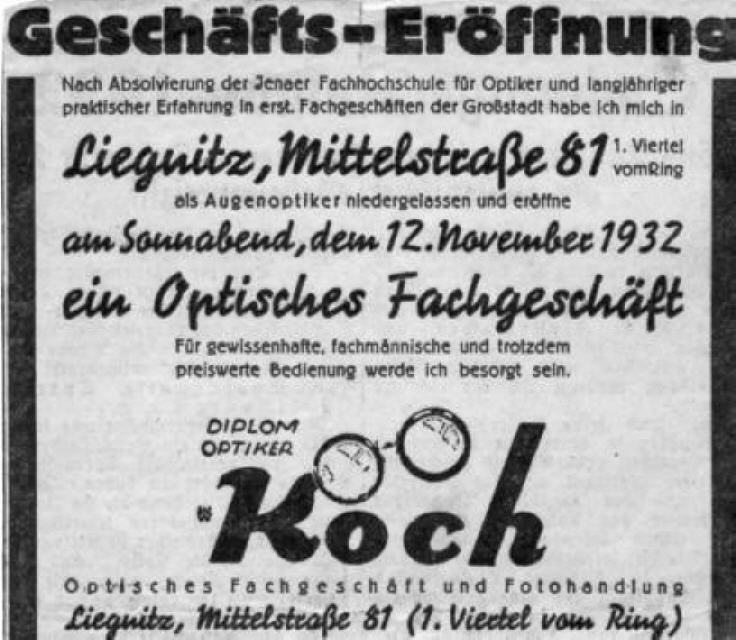 Geschäfts-Eröffnung
Nach Absolvierung der Jenaer Fachhochschule für Optiker und langjähriger
praktischer Erfahrung in erst. Fachgeschäften der Großstadt habe ich mich in
Liegnitz, Mittelstraße 81 1. Viertel
vom Ring
als Augenoptiker niedergelassen und eröffne
am Sonnabend, dem 12. November 1932
ein Optisches Fachgeschäft
Für gewissenhafte, fachmännische und trotzdem
preiswerte Bedienung werde ich besorgt sein.
DIPLOM
OPTIKER
Koch
Optisches Fachgeschäft und Fotohandlung
Liegnitz, Mittelstraße 81 (1. Viertel vom Ring)